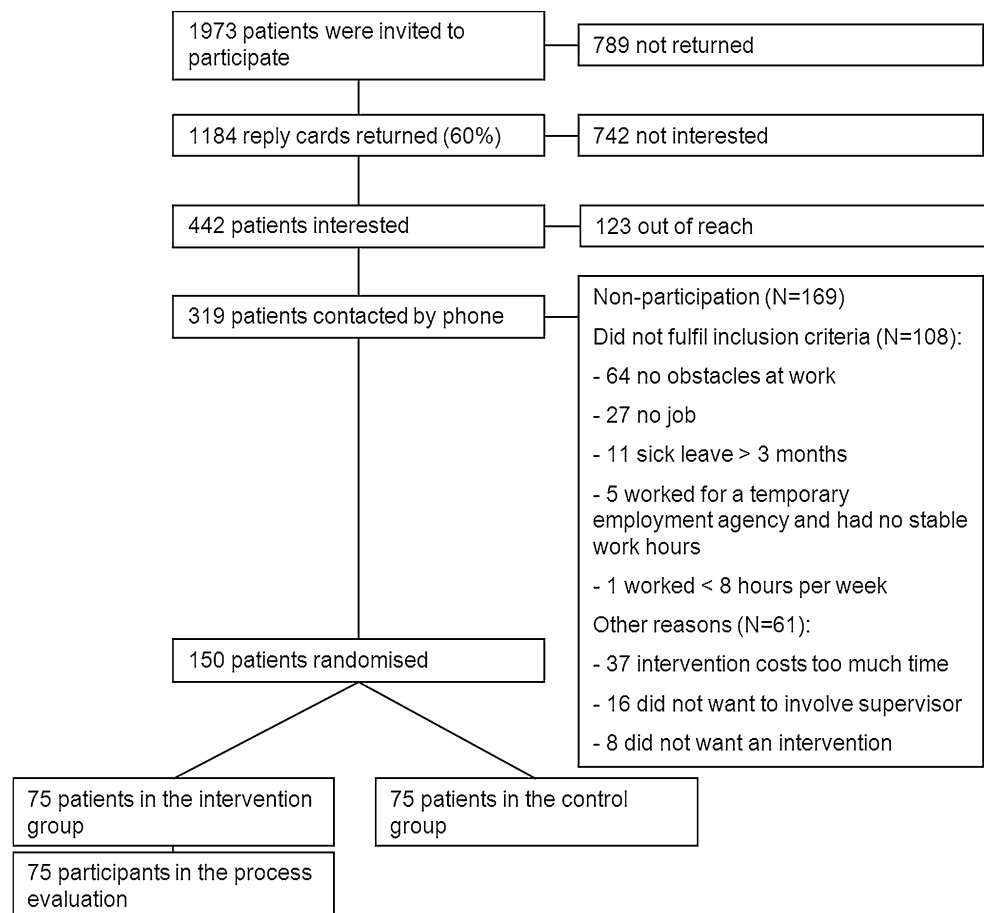 1973 patients were invited to
participate
789 not returned
1184 reply cards returned (60%)
742 not interested
442 patients interested
123 out of reach
319 patients contacted by phone
Non-participation (N=169)
Did not fulfil inclusion criteria (N=108):
- 64 no obstacles at work
- 27 no job
- 11 sick leave > 3 months
- 5 worked for a temporary
employment agency and had no stable
work hours
- 1 worked < 8 hours per week
Other reasons (N=61):
- 37 intervention costs too much time
- 16 did not want to involve supervisor
- 8 did not want an intervention
150 patients randomised
75 patients in the intervention
group
75 patients in the control
group
75 participants in the process
evaluation